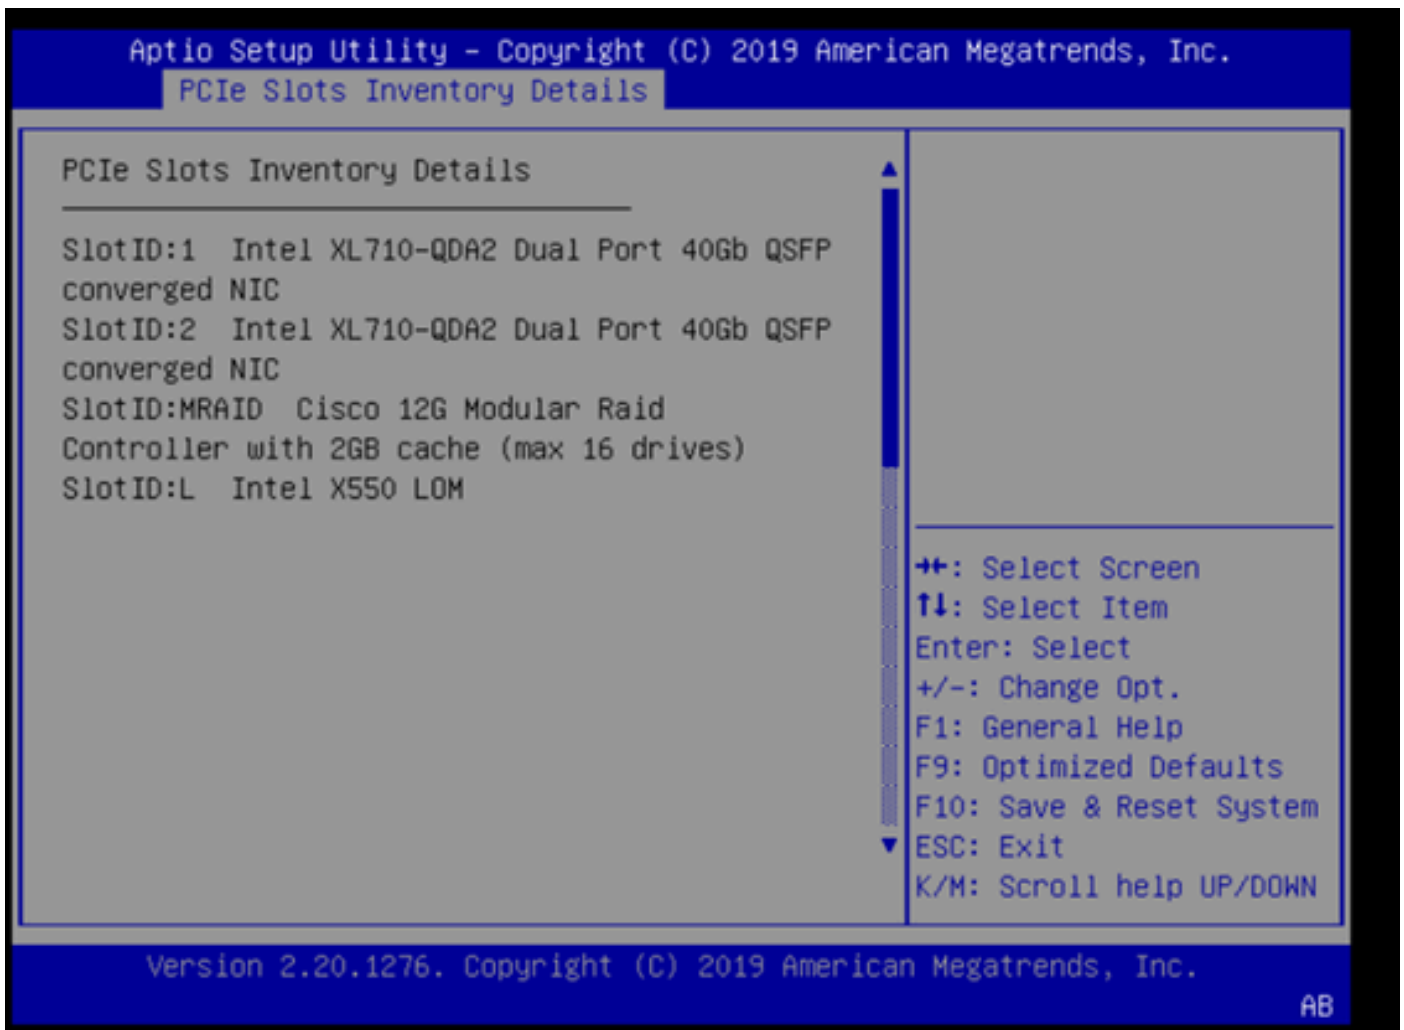 Aptio Setup Utility – Copyright (C) 2019 American Megatrends, Inc.
PCIe Slots Inventory Details
PCIe Slots Inventory Details
SlotID:1  Intel XL710-QDA2 Dual Port 40Gb QSFP
converged NIC
SlotID:2  Intel XL710-QDA2 Dual Port 40Gb QSFP
converged NIC
SlotID:MRAID  Cisco 12G Modular Raid
Controller with 2GB cache (max 16 drives)
SlotID:L  Intel X550 LOM
→←: Select Screen
↑↓: Select Item
Enter: Select
+/-: Change Opt.
F1: General Help
F9: Optimized Defaults
F10: Save & Reset System
ESC: Exit
K/M: Scroll help UP/DOWN
Version 2.20.1276. Copyright (C) 2019 American Megatrends, Inc.
AB